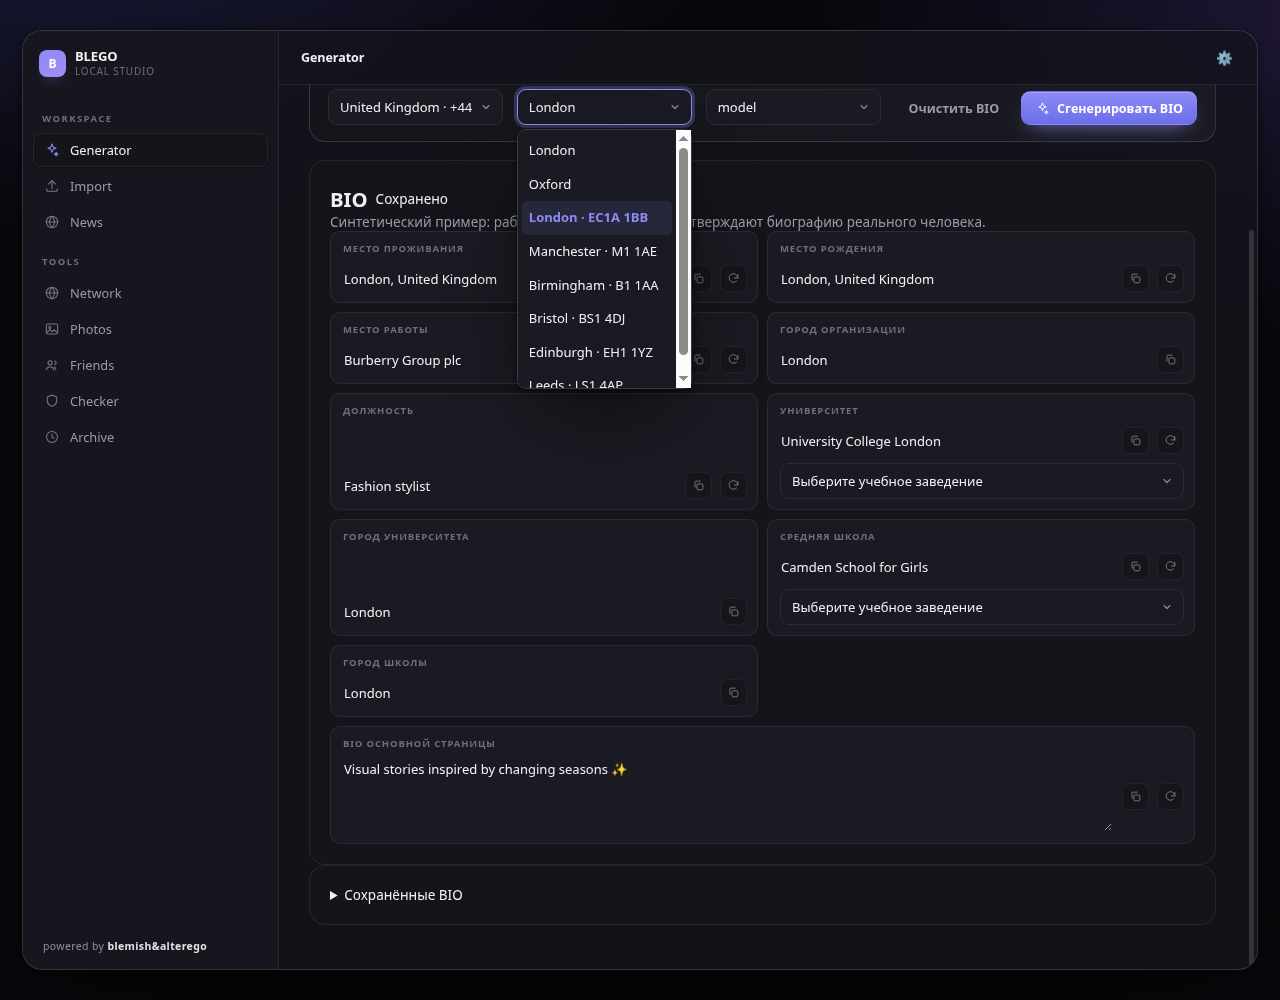 B
BLEGO
LOCAL STUDIO
WORKSPACE
Generator
Import
News
TOOLS
Network
Photos
Friends
Checker
Archive
powered by blemish&alterego
Generator
United Kingdom · +44
London
model
Очистить BIO
Сгенерировать BIO
London
Oxford
London · EC1A 1BB
Manchester · M1 1AE
Birmingham · B1 1AA
Bristol · BS1 4DJ
Edinburgh · EH1 1YZ
Leeds · LS1 4AP
BIO Сохранено
Синтетический пример: тверждают биографию реального человека.
МЕСТО ПРОЖИВАНИЯ
London, United Kingdom
МЕСТО РОЖДЕНИЯ
London, United Kingdom
МЕСТО РАБОТЫ
Burberry Group plc
ГОРОД ОРГАНИЗАЦИИ
London
ДОЛЖНОСТЬ
Fashion stylist
УНИВЕРСИТЕТ
University College London
Выберите учебное заведение
ГОРОД УНИВЕРСИТЕТА
London
СРЕДНЯЯ ШКОЛА
Camden School for Girls
Выберите учебное заведение
ГОРОД ШКОЛЫ
London
BIO ОСНОВНОЙ СТРАНИЦЫ
Visual stories inspired by changing seasons ✨
Сохранённые BIO